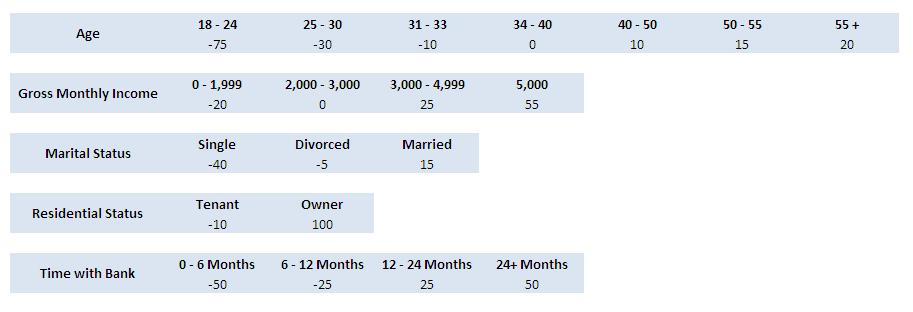 Age 18 - 24 25 - 30 31 - 33 34 - 40 40 - 50 50 - 55 55 +
-75 -30 -10 0 10 15 20
Gross Monthly Income 0 - 1,999 2,000 - 3,000 3,000 - 4,999 5,000
-20 0 25 55
Marital Status Single Divorced Married
-40 -5 15
Residential Status Tenant Owner
-10 100
Time with Bank 0 - 6 Months 6 - 12 Months 12 - 24 Months 24+ Months
-50 -25 25 50